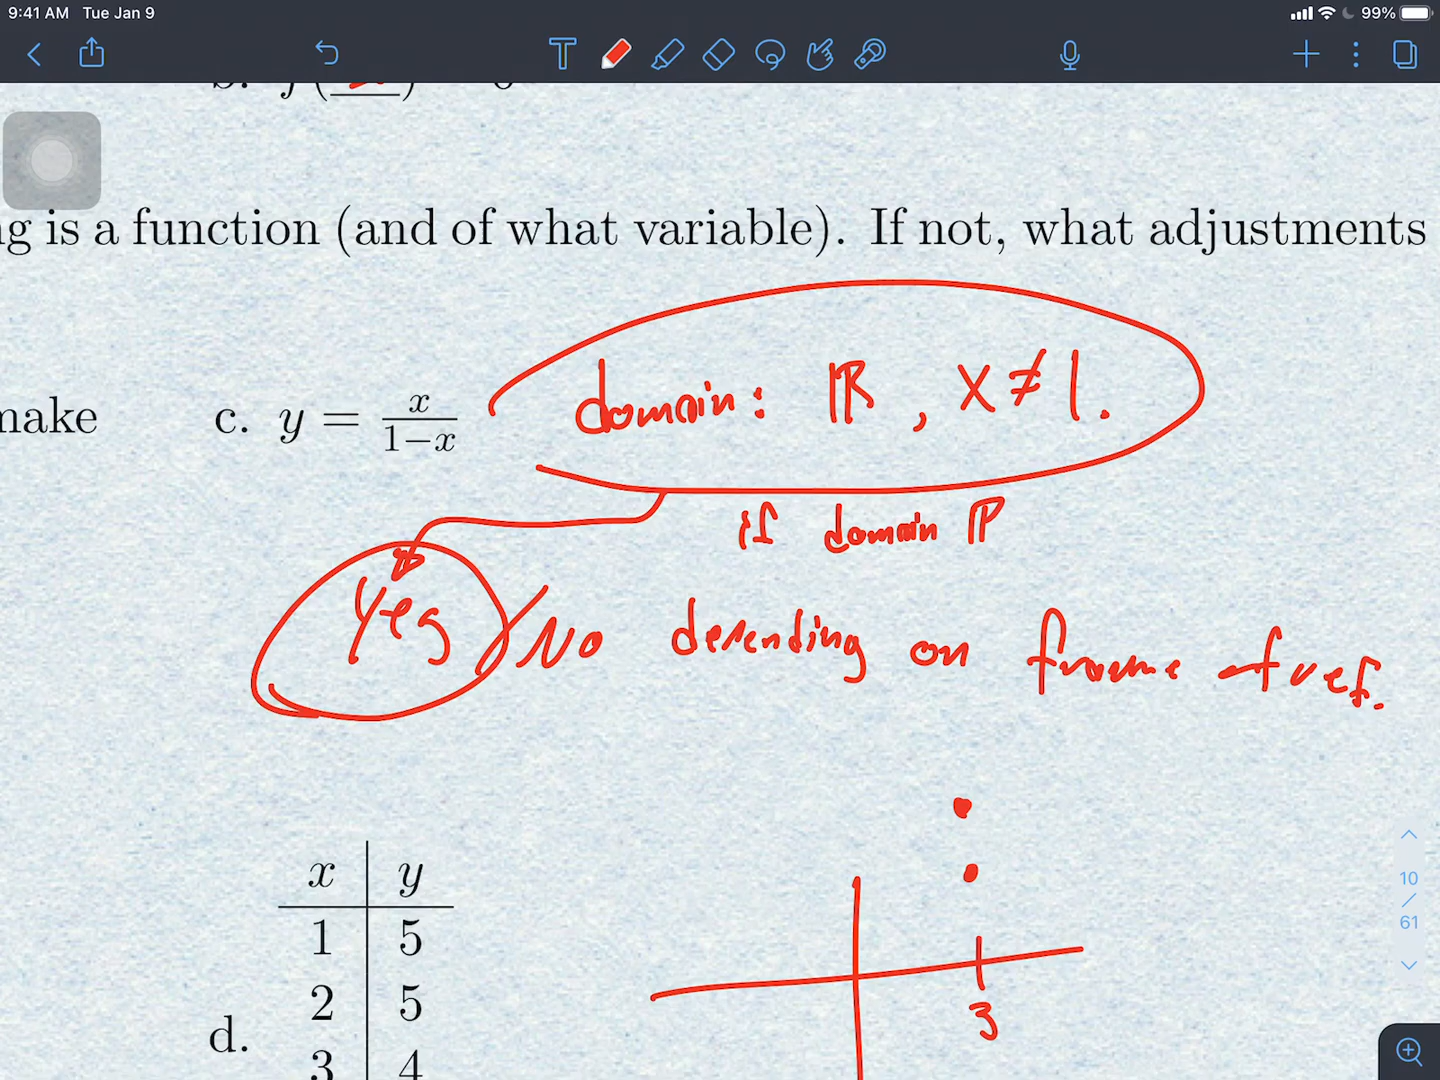 9:41 AM Tue Jan 9
99%
T
g is a function (and of what variable). If not, what adjustments
make
c. y = x/(1−x)
domain: ℝ, x ≠ 1.
if domain ℝ
Yes / No depending on frame of ref.
x | y
1 | 5
2 | 5
d.
3 | 4
3
10
/
61